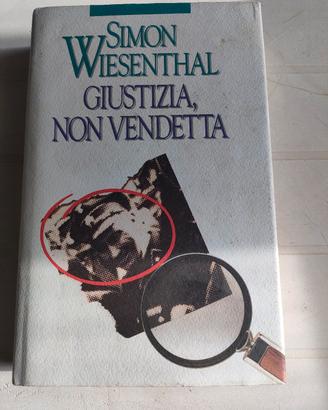 SIMON
WIESENTHAL
GIUSTIZIA,
NON VENDETTA